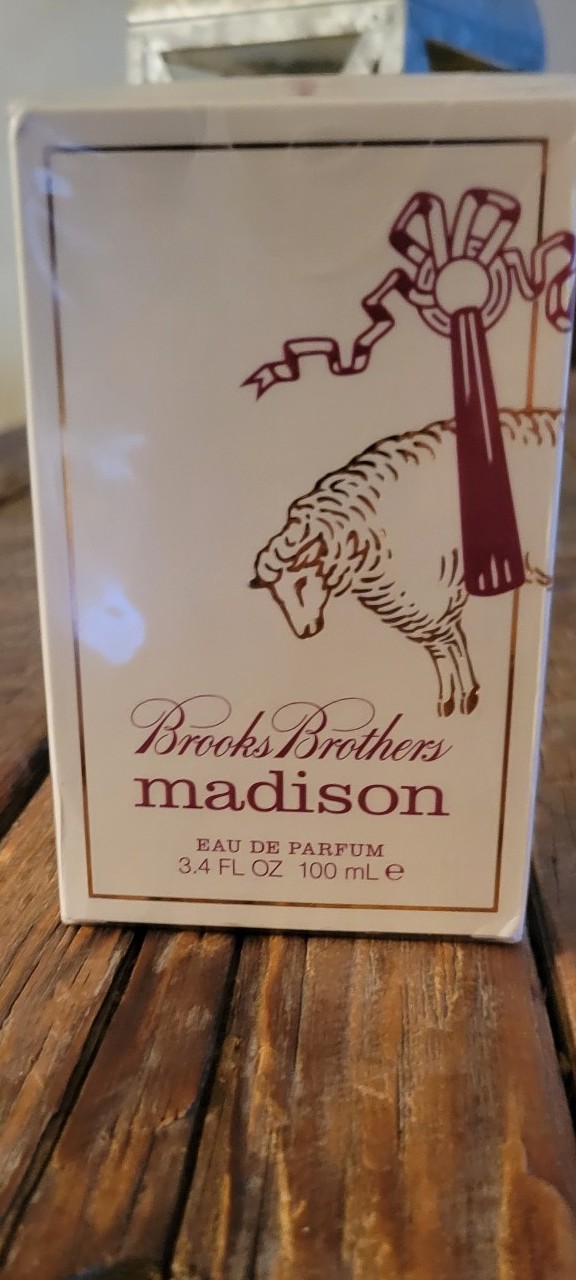 Brooks Brothers
madison
EAU DE PARFUM
3.4 FL OZ 100 mL ℮